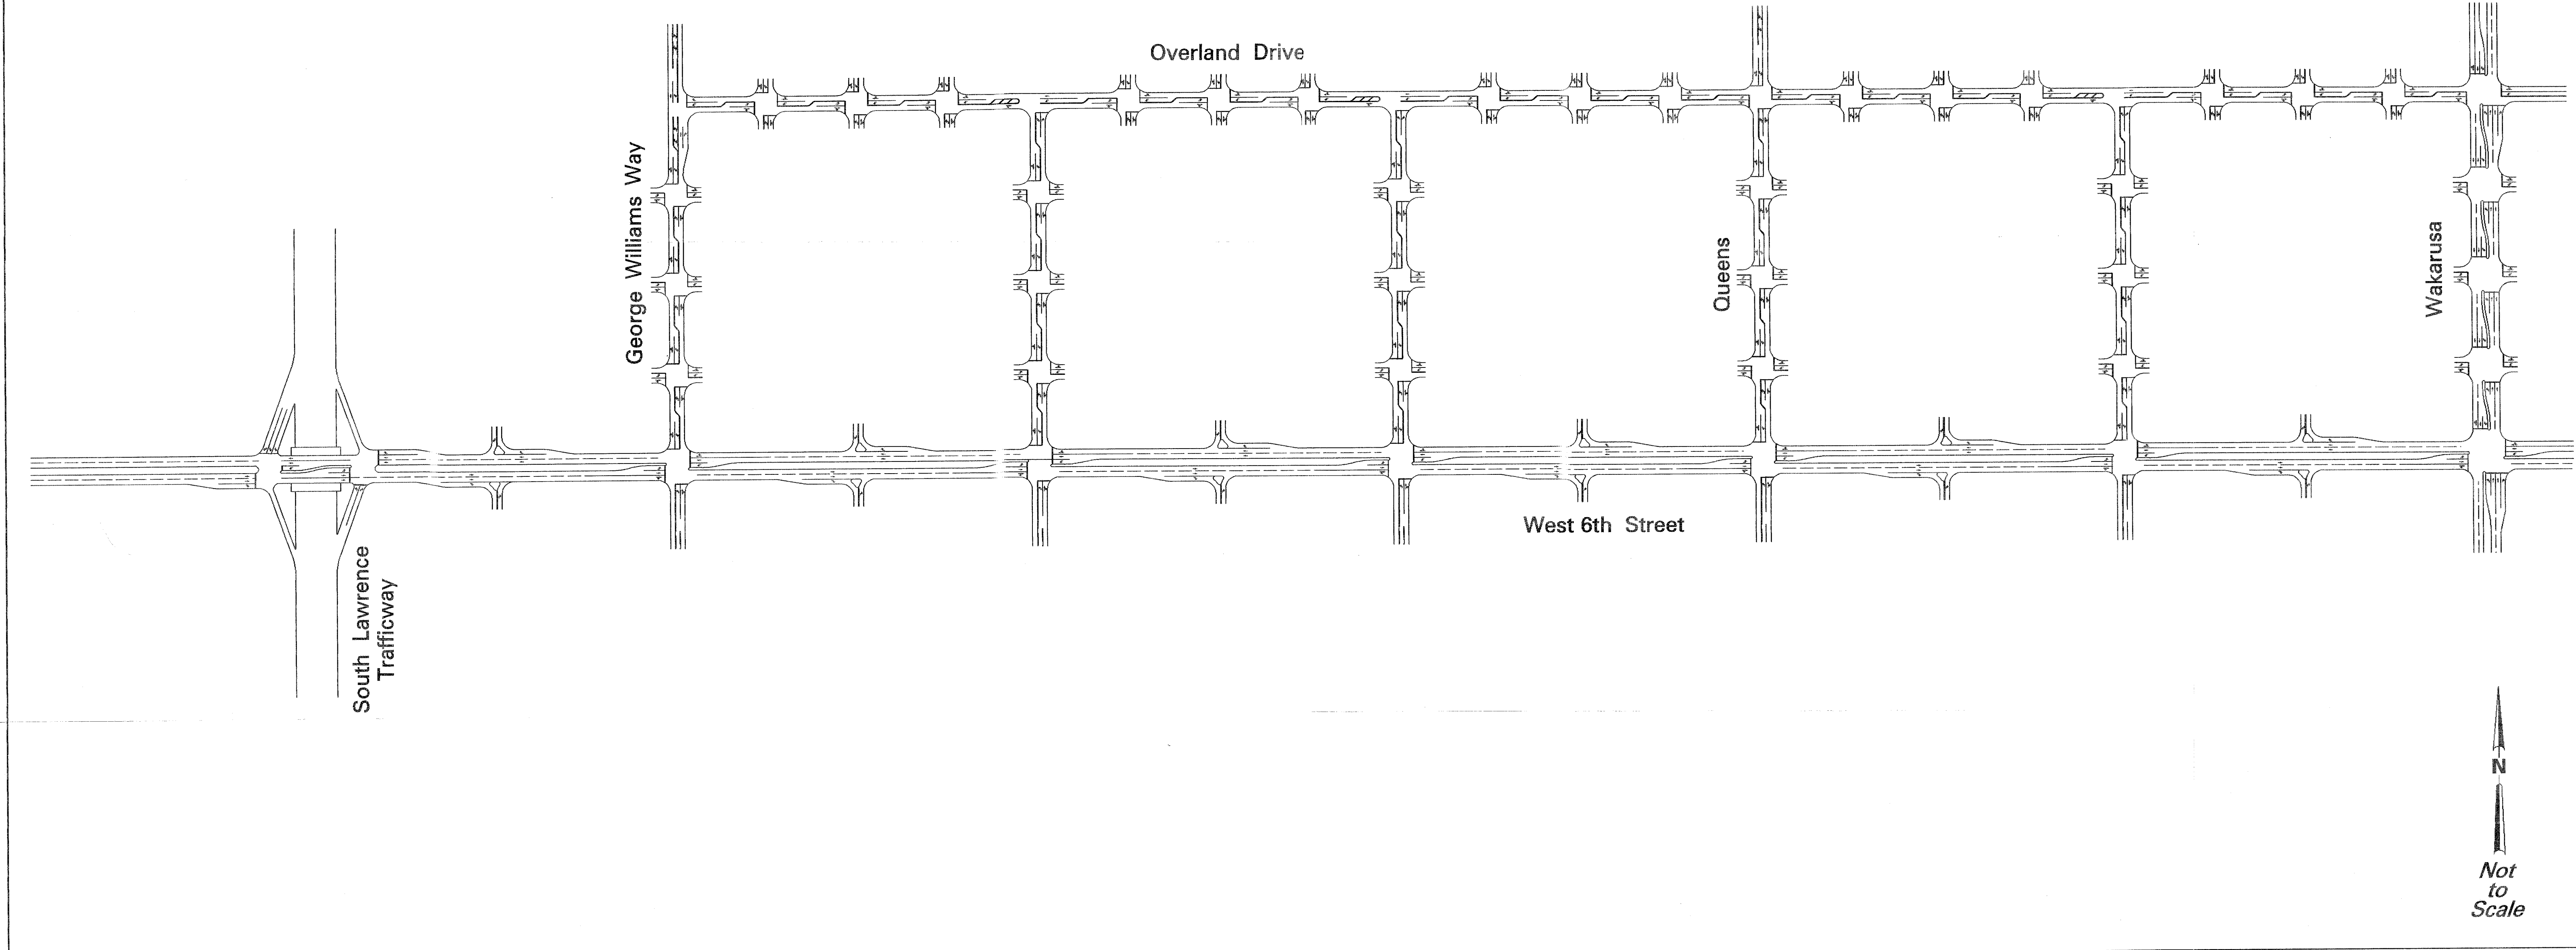 Overland Drive
George Williams Way
Queens
Wakarusa
West 6th Street
South Lawrence
Trafficway
N
Not
to
Scale